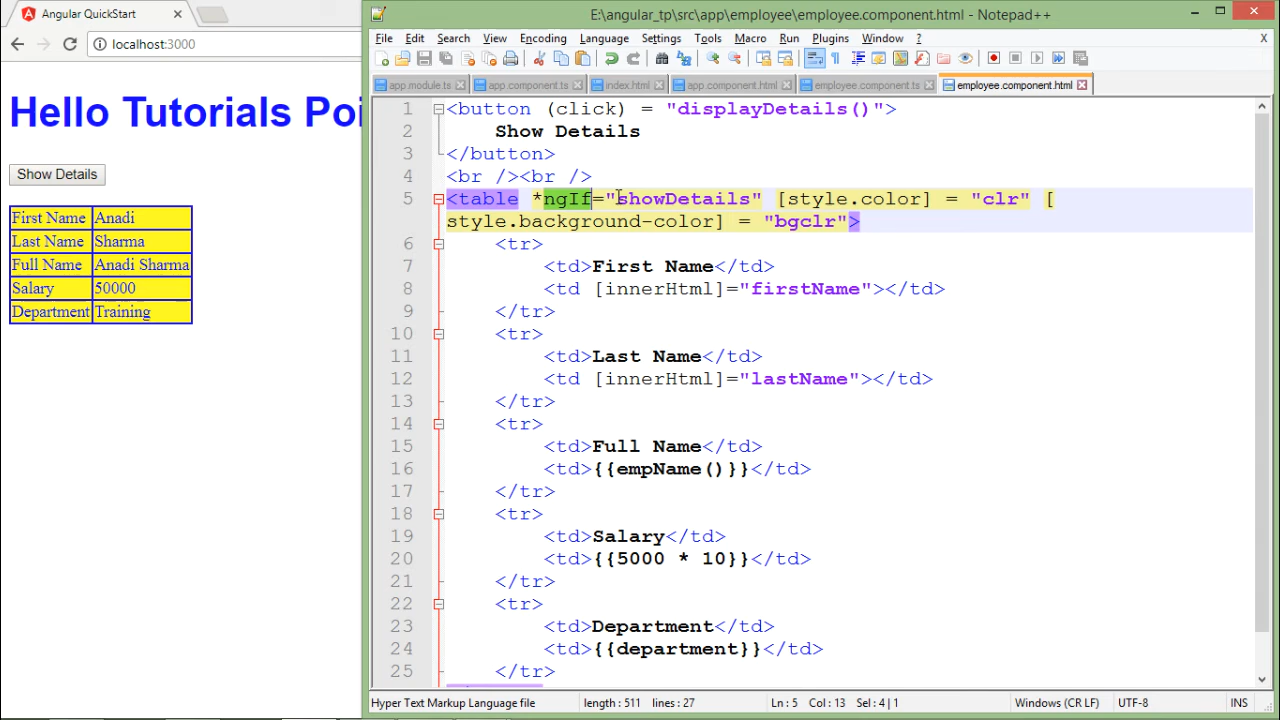 Angular QuickStart
localhost:3000
Hello Tutorials Poi
Show Details
First Name Anadi
Last Name Sharma
Full Name Anadi Sharma
Salary 50000
Department Training
E:\angular_tp\src\app\employee\employee.component.html - Notepad++
File Edit Search View Encoding Language Settings Tools Macro Run Plugins Window ? X
app.module.ts app.component.ts index.html app.component.html employee.component.ts employee.component.html
1 <button (click) = "displayDetails()">
2 Show Details
3 </button>
4 <br /><br />
5 <table *ngIf="showDetails" [style.color] = "clr" [
style.background-color] = "bgclr">
6 <tr>
7 <td>First Name</td>
8 <td [innerHtml]="firstName"></td>
9 </tr>
10 <tr>
11 <td>Last Name</td>
12 <td [innerHtml]="lastName"></td>
13 </tr>
14 <tr>
15 <td>Full Name</td>
16 <td>{{empName()}}</td>
17 </tr>
18 <tr>
19 <td>Salary</td>
20 <td>{{5000 * 10}}</td>
21 </tr>
22 <tr>
23 <td>Department</td>
24 <td>{{department}}</td>
25 </tr>
Hyper Text Markup Language file length : 511 lines : 27 Ln : 5 Col : 13 Sel : 4 | 1 Windows (CR LF) UTF-8 INS